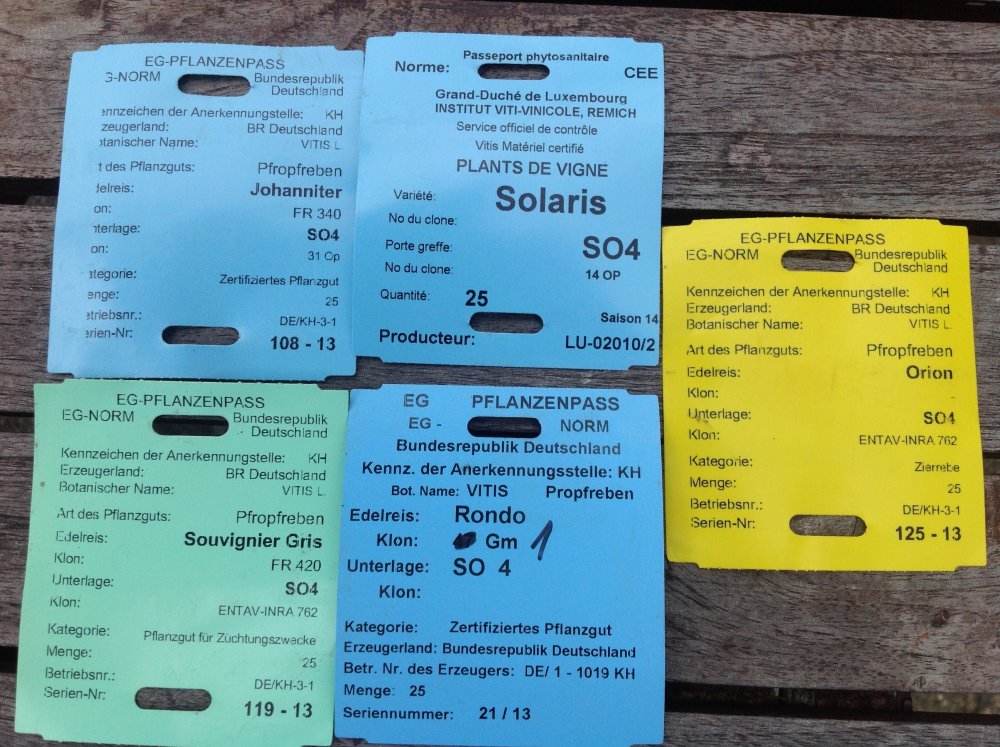 EG-PFLANZENPASS
G-NORM Bundesrepublik
Deutschland
ennzeichen der Anerkennungstelle: KH
rzeugerland: BR Deutschland
otanischer Name: VITIS L.
t des Pflanzguts: Pfropfreben
delreis: Johanniter
on: FR 340
nterlage: SO4
on: 31 Op
ategorie: Zertifiziertes Pflanzgut
enge: 25
etriebsnr.: DE/KH-3-1
erien-Nr: 108 - 13
Passeport phytosanitaire
Norme: CEE
Grand-Duché de Luxembourg
INSTITUT VITI-VINICOLE, REMICH
Service officiel de contrôle
Vitis Matériel certifié
PLANTS DE VIGNE
Variété: Solaris
No du clone:
Porte greffe: SO4
No du clone: 14 OP
Quantité: 25
Saison 14
Producteur: LU-02010/2
EG-PFLANZENPASS
EG-NORM Bundesrepublik
Deutschland
Kennzeichen der Anerkennungstelle: KH
Erzeugerland: BR Deutschland
Botanischer Name: VITIS L.
Art des Pflanzguts: Pfropfreben
Edelreis: Orion
Klon: -
Unterlage: SO4
Klon: ENTAV-INRA 762
Kategorie: Zierrebe
Menge: 25
Betriebsnr.: DE/KH-3-1
Serien-Nr: 125 - 13
EG-PFLANZENPASS
EG-NORM Bundesrepublik
Deutschland
Kennzeichen der Anerkennungstelle: KH
Erzeugerland: BR Deutschland
Botanischer Name: VITIS L.
Art des Pflanzguts: Pfropfreben
Edelreis: Souvignier Gris
Klon: FR 420
Unterlage: SO4
Klon: ENTAV-INRA 762
Kategorie: Pflanzgut für Züchtungszwecke
Menge: 25
Betriebsnr.: DE/KH-3-1
Serien-Nr: 119 - 13
EG PFLANZENPASS
EG - NORM
Bundesrepublik Deutschland
Kennz. der Anerkennungsstelle: KH
Bot. Name: VITIS Propfreben
Edelreis: Rondo
Klon: Gm 1
Unterlage: SO 4
Klon:
Kategorie: Zertifiziertes Pflanzgut
Erzeugerland: Bundesrepublik Deutschland
Betr. Nr. des Erzeugers: DE/ 1 - 1019 KH
Menge: 25
Seriennummer: 21 / 13